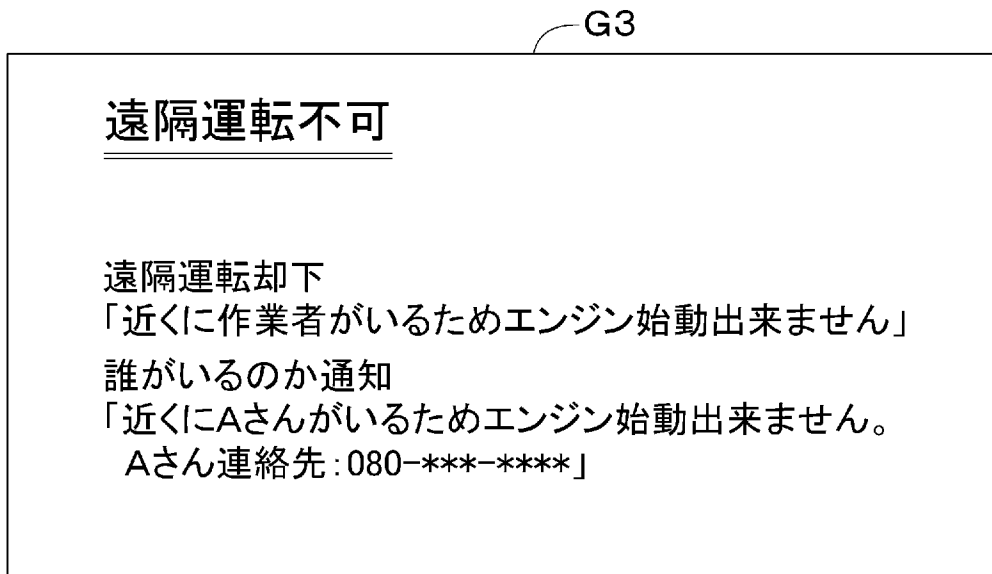 G3
遠隔運転不可
遠隔運転却下
「近くに作業者がいるためエンジン始動出来ません」
誰がいるのか通知
「近くにAさんがいるためエンジン始動出来ません。
Aさん連絡先:080-***-****」